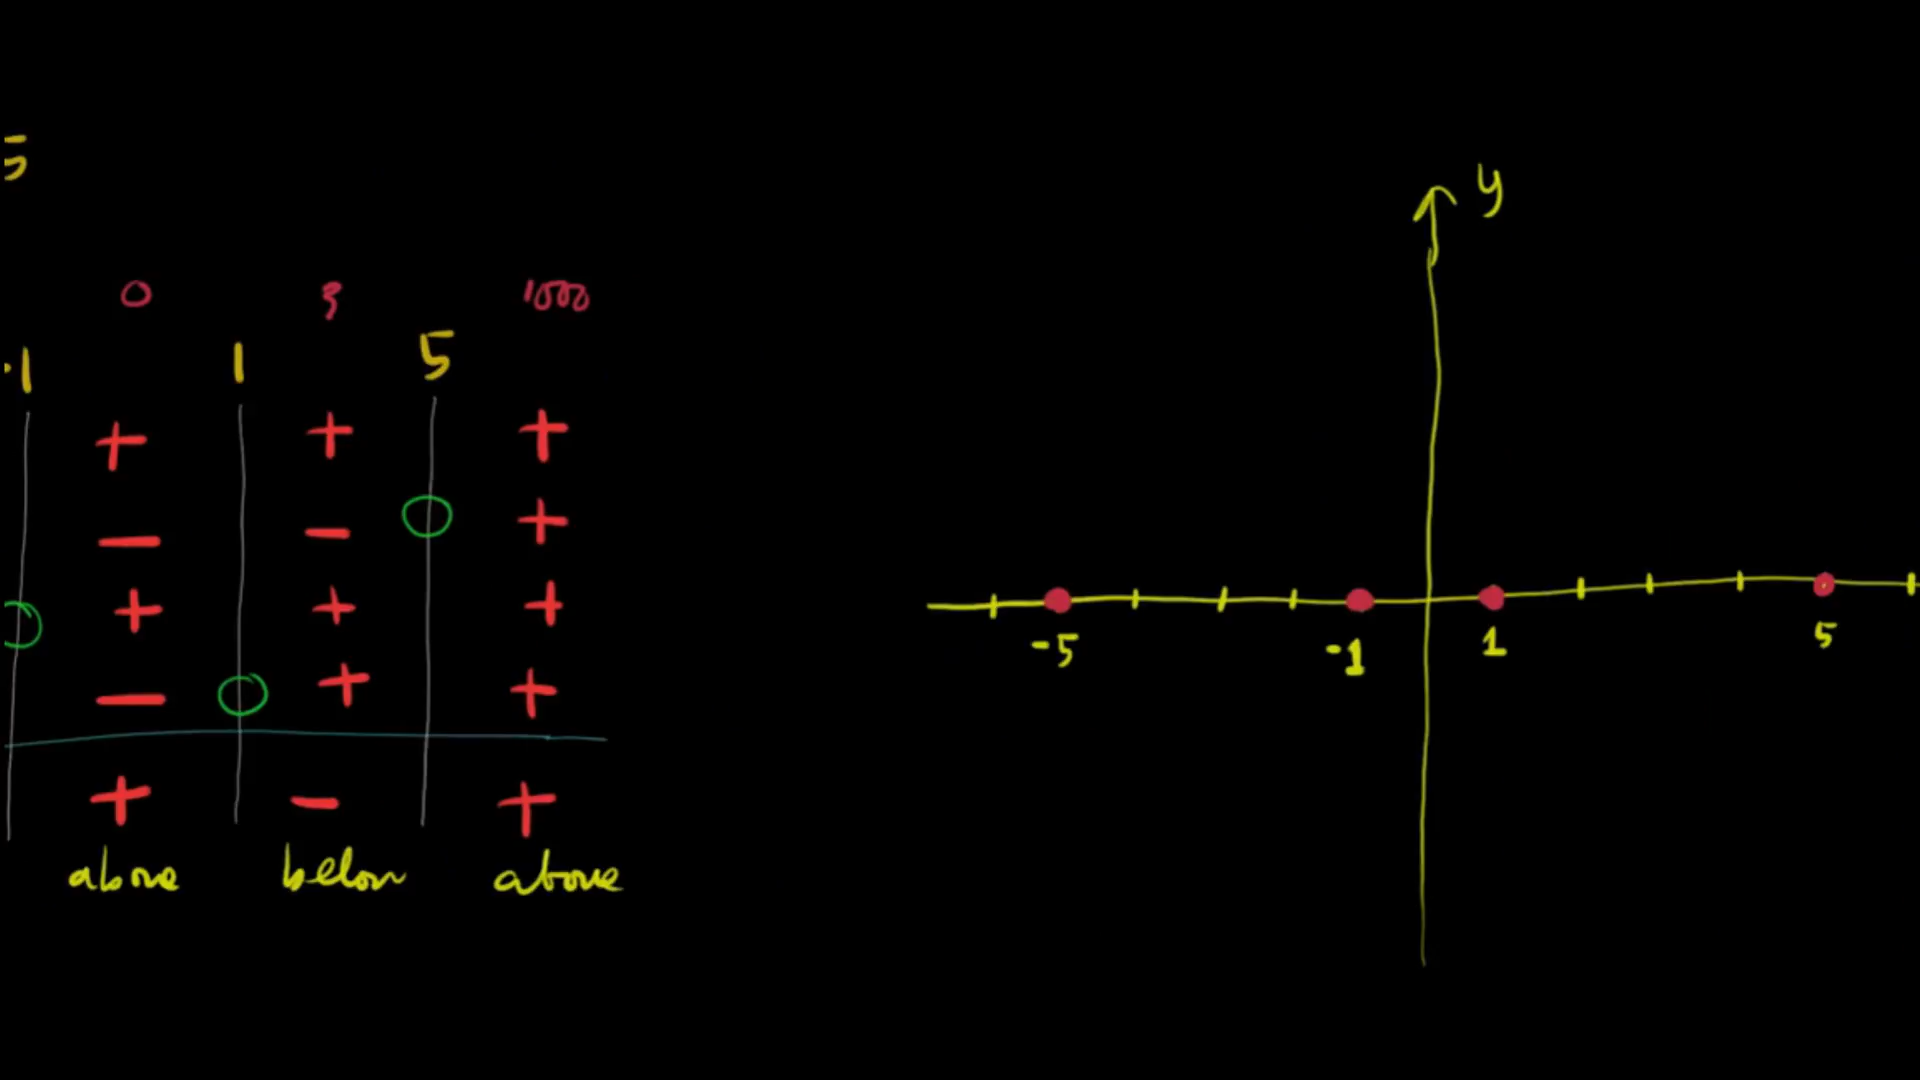 5
y
0 3 1000
-1 1 5
+ + +
- - +
+ + +
- + +
-5 -1 1 5
+ - +
above below above